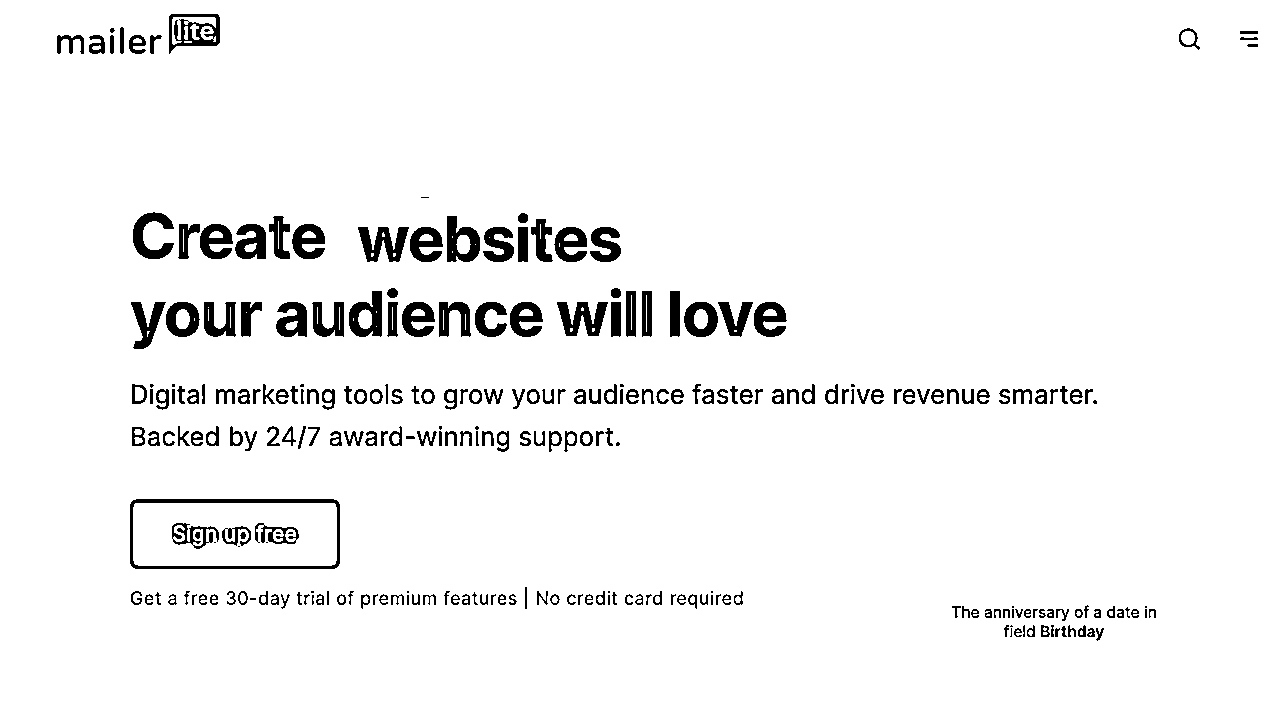 mailer lite
Create websites
your audience will love
Digital marketing tools to grow your audience faster and drive revenue smarter.
Backed by 24/7 award-winning support.
Sign up free
Get a free 30-day trial of premium features | No credit card required
The anniversary of a date in
field Birthday